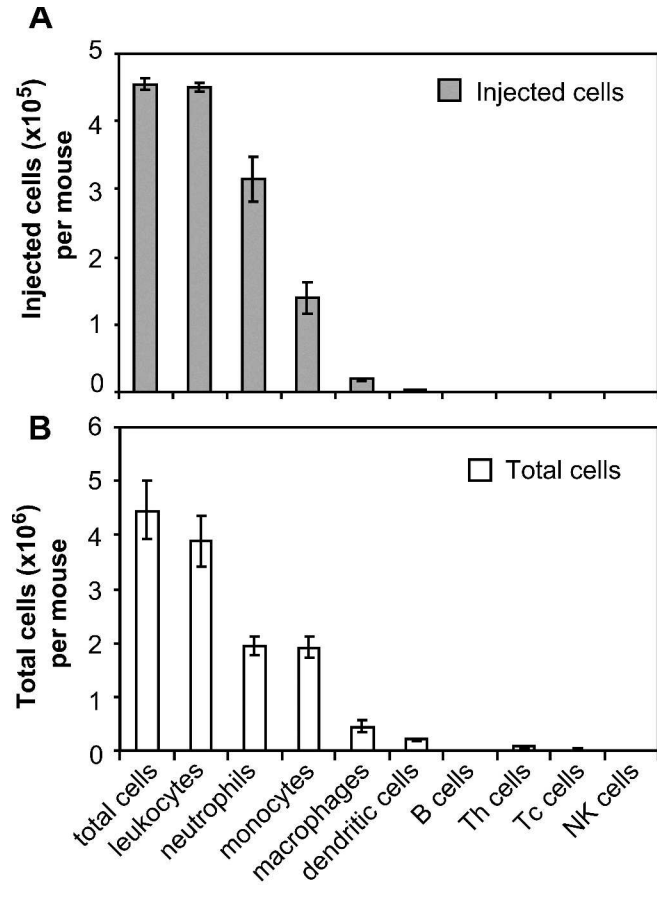 A
Injected cells (x10⁵)
per mouse
5
4
3
2
1
0
Injected cells
B
Total cells (x10⁶)
per mouse
6
5
4
3
2
1
0
Total cells
total cells
leukocytes
neutrophils
monocytes
macrophages
dendritic cells
B cells
Th cells
Tc cells
NK cells